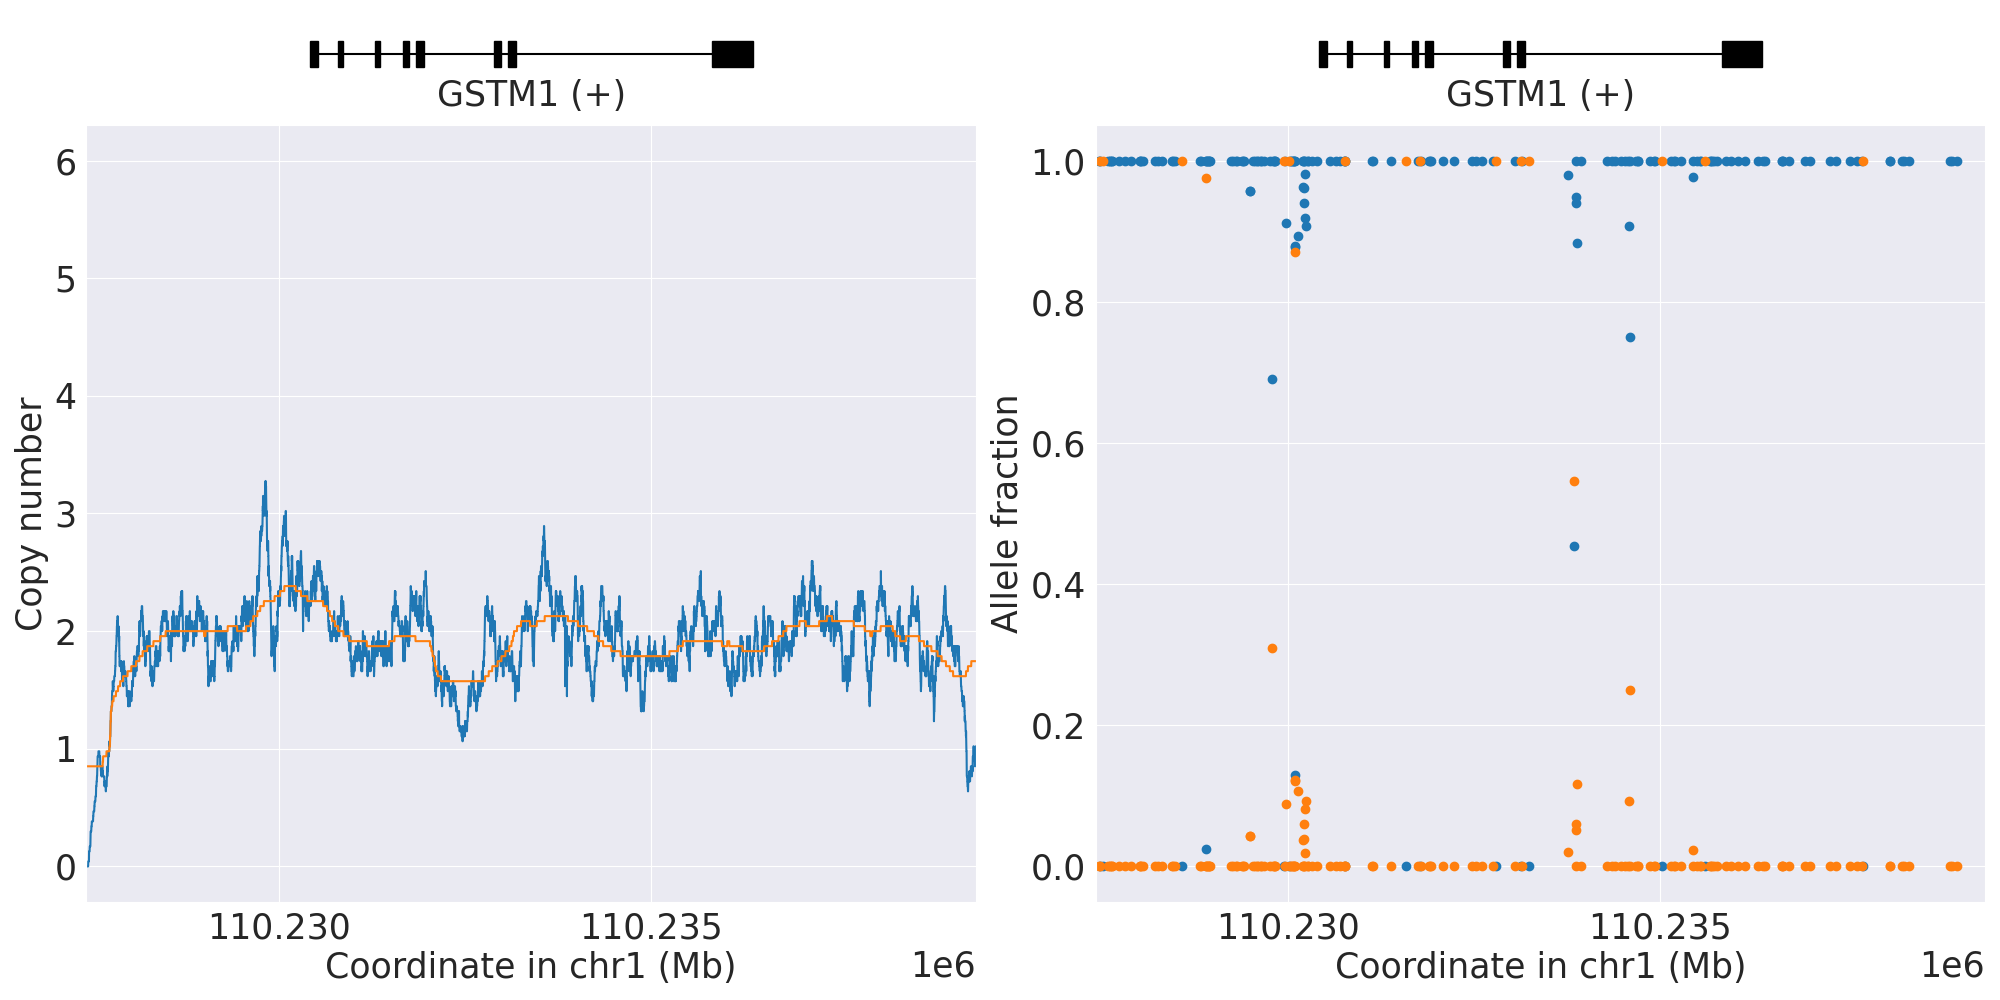 GSTM1 (+)
GSTM1 (+)
6
5
4
3
2
1
0
Copy number
110.230
110.235
Coordinate in chr1 (Mb)
1e6
1.0
0.8
0.6
0.4
0.2
0.0
Allele fraction
110.230
110.235
Coordinate in chr1 (Mb)
1e6